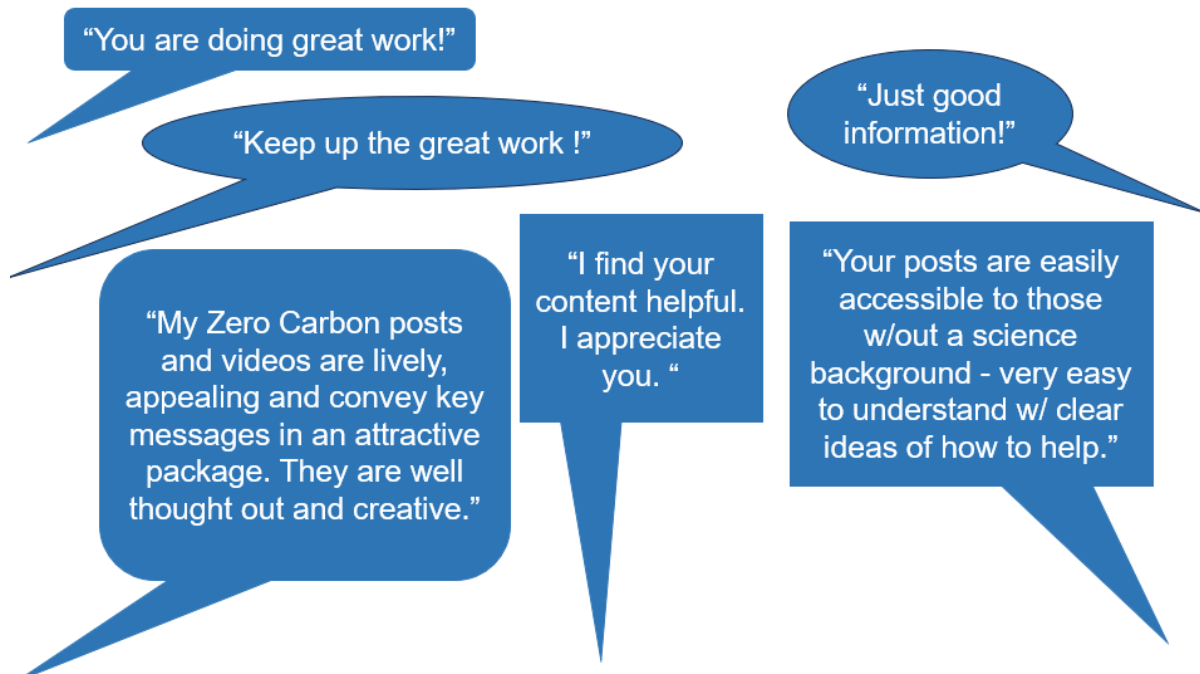 “You are doing great work!”
“Keep up the great work !”
“Just good
information!”
“My Zero Carbon posts
and videos are lively,
appealing and convey key
messages in an attractive
package. They are well
thought out and creative.”
“I find your
content helpful.
I appreciate
you. “
“Your posts are easily
accessible to those
w/out a science
background - very easy
to understand w/ clear
ideas of how to help.”